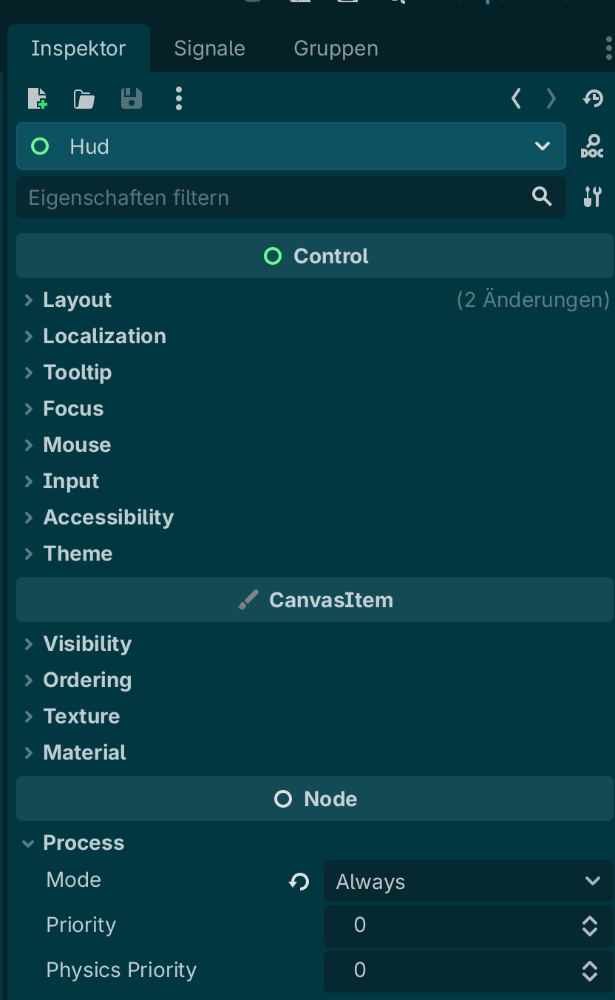 Inspektor Signale Gruppen
Hud
DOC
Eigenschaften filtern
Control
Layout (2 Änderungen)
Localization
Tooltip
Focus
Mouse
Input
Accessibility
Theme
CanvasItem
Visibility
Ordering
Texture
Material
Node
Process
Mode Always
Priority 0
Physics Priority 0